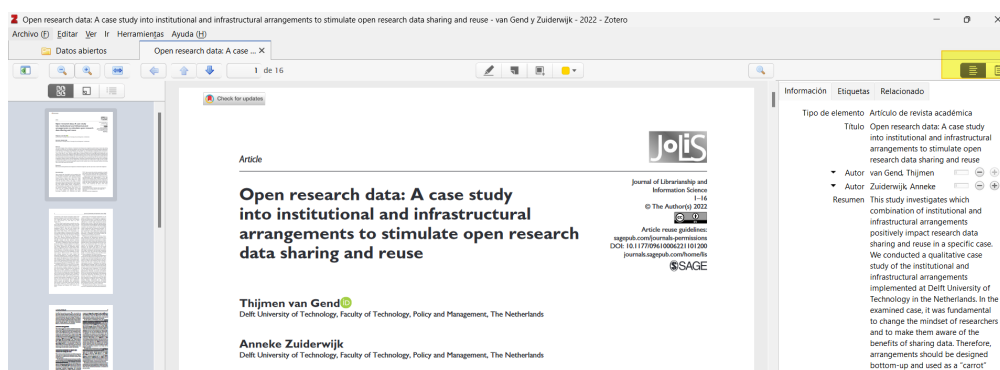 Open research data: A case study into institutional and infrastructural arrangements to stimulate open research data sharing and reuse - van Gend y Zuiderwijk - 2022 - Zotero
Archivo (F) Editar Ver Ir Herramientas Ayuda (H)
Datos abiertos
Open research data: A case ...
1 de 16
Check for updates
Article
JOLIS
Open research data: A case study
into institutional and infrastructural
arrangements to stimulate open research
data sharing and reuse
Journal of Librarianship and
Information Science
1–16
© The Author(s) 2022
Article reuse guidelines:
sagepub.com/journals-permissions
DOI: 10.1177/09610006221101200
journals.sagepub.com/home/lis
SAGE
Thijmen van Gend
Delft University of Technology, Faculty of Technology, Policy and Management, The Netherlands
Anneke Zuiderwijk
Delft University of Technology, Faculty of Technology, Policy and Management, The Netherlands
Información Etiquetas Relacionado
Tipo de elemento Artículo de revista académica
Título Open research data: A case study
into institutional and infrastructural
arrangements to stimulate open
research data sharing and reuse
Autor van Gend, Thijmen
Autor Zuiderwijk, Anneke
Resumen This study investigates which
combination of institutional and
infrastructural arrangements
positively impact research data
sharing and reuse in a specific case.
We conducted a qualitative case
study of the institutional and
infrastructural arrangements
implemented at Delft University of
Technology in the Netherlands. In the
examined case, it was fundamental
to change the mindset of researchers
and to make them aware of the
benefits of sharing data. Therefore,
arrangements should be designed
bottom-up and used as a “carrot”